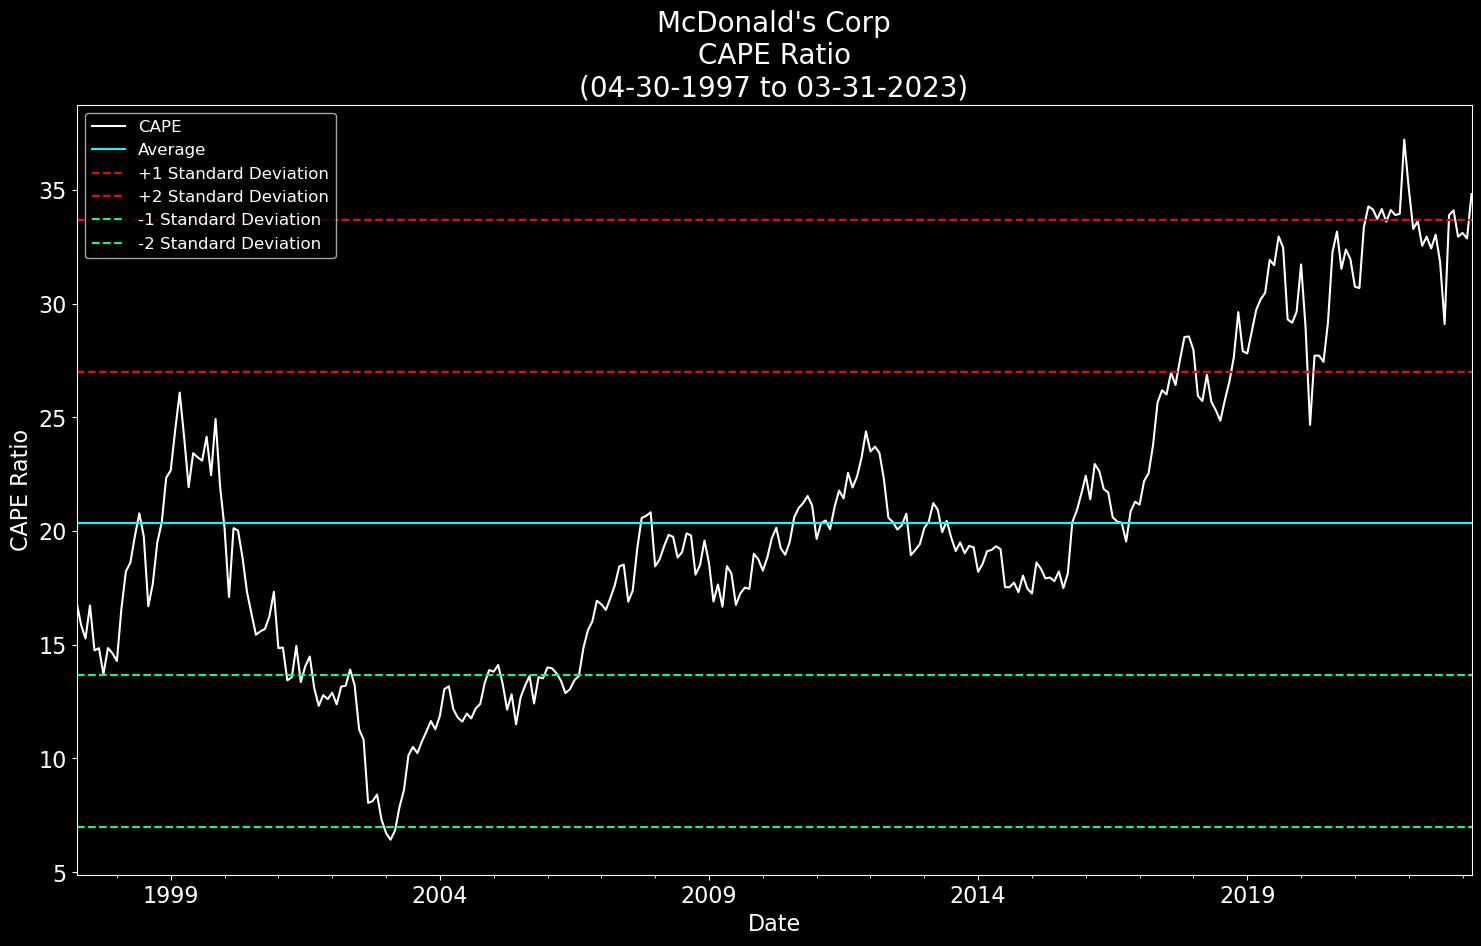 McDonald's Corp
CAPE Ratio
(04-30-1997 to 03-31-2023)
CAPE
Average
+1 Standard Deviation
+2 Standard Deviation
-1 Standard Deviation
-2 Standard Deviation
CAPE Ratio
35
30
25
20
15
10
5
1999 2004 2009 2014 2019
Date